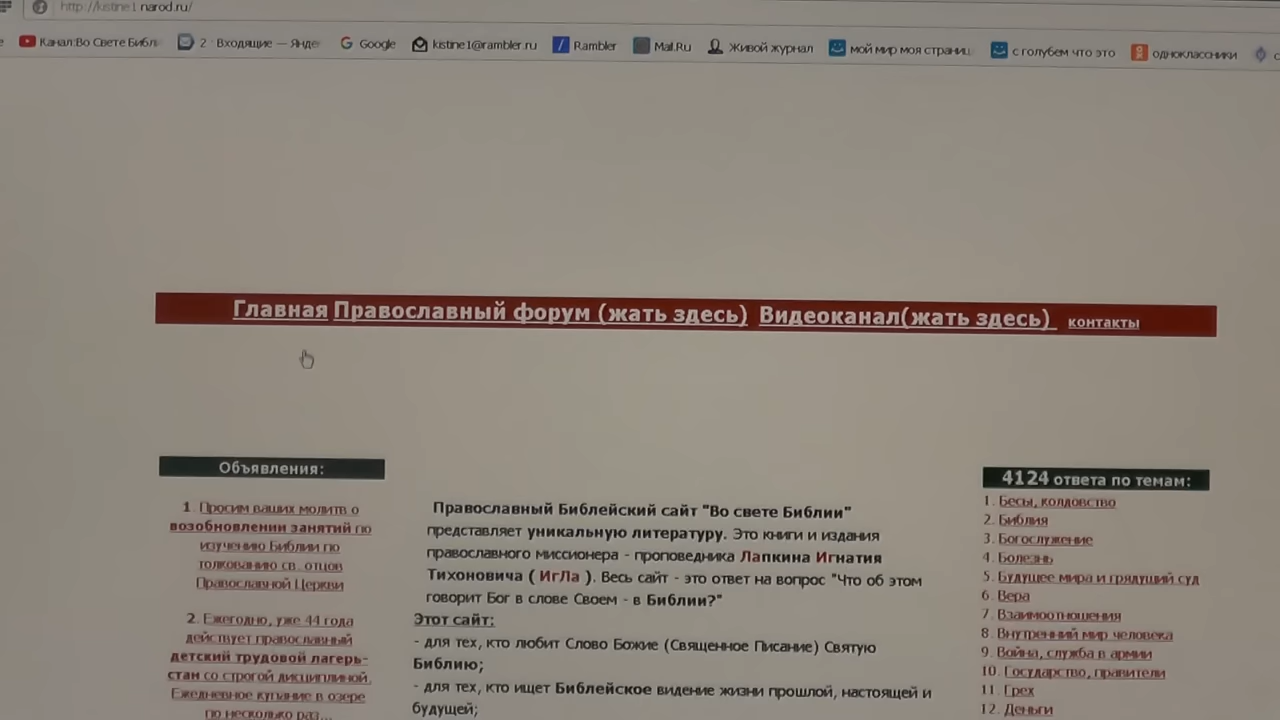 http://kistine1.narod.ru/
Канал:Во Свете Библ
2 · Входящие — Янде
Google
kistine1@rambler.ru
Rambler
Mail.Ru
Живой журнал
мой мир моя страниц
с голубем что это
одноклассники
Главная Православный форум (жать здесь) Видеоканал(жать здесь) контакты
Объявления:
1. Просим ваших молитв о
возобновлении занятий по
изучению Библии по
толкованию св. отцов
Православной Церкви
2. Ежегодно, уже 44 года
действует православный
детский трудовой лагерь-
стан со строгой дисциплиной.
Ежедневное купание в озере
по несколько раз...
Православный Библейский сайт "Во свете Библии"
представляет уникальную литературу. Это книги и издания
православного миссионера - проповедника Лапкина Игнатия
Тихоновича ( ИгЛа ). Весь сайт - это ответ на вопрос "Что об этом
говорит Бог в слове Своем - в Библии?"
Этот сайт:
- для тех, кто любит Слово Божие (Священное Писание) Святую
Библию;
- для тех, кто ищет Библейское видение жизни прошлой, настоящей и
будущей;
4124 ответа по темам:
1. Бесы, колдовство
2. Библия
3. Богослужение
4. Болезнь
5. Будущее мира и грядущий суд
6. Вера
7. Взаимоотношения
8. Внутренний мир человека
9. Война, служба в армии
10. Государство, правители
11. Грех
12. Деньги